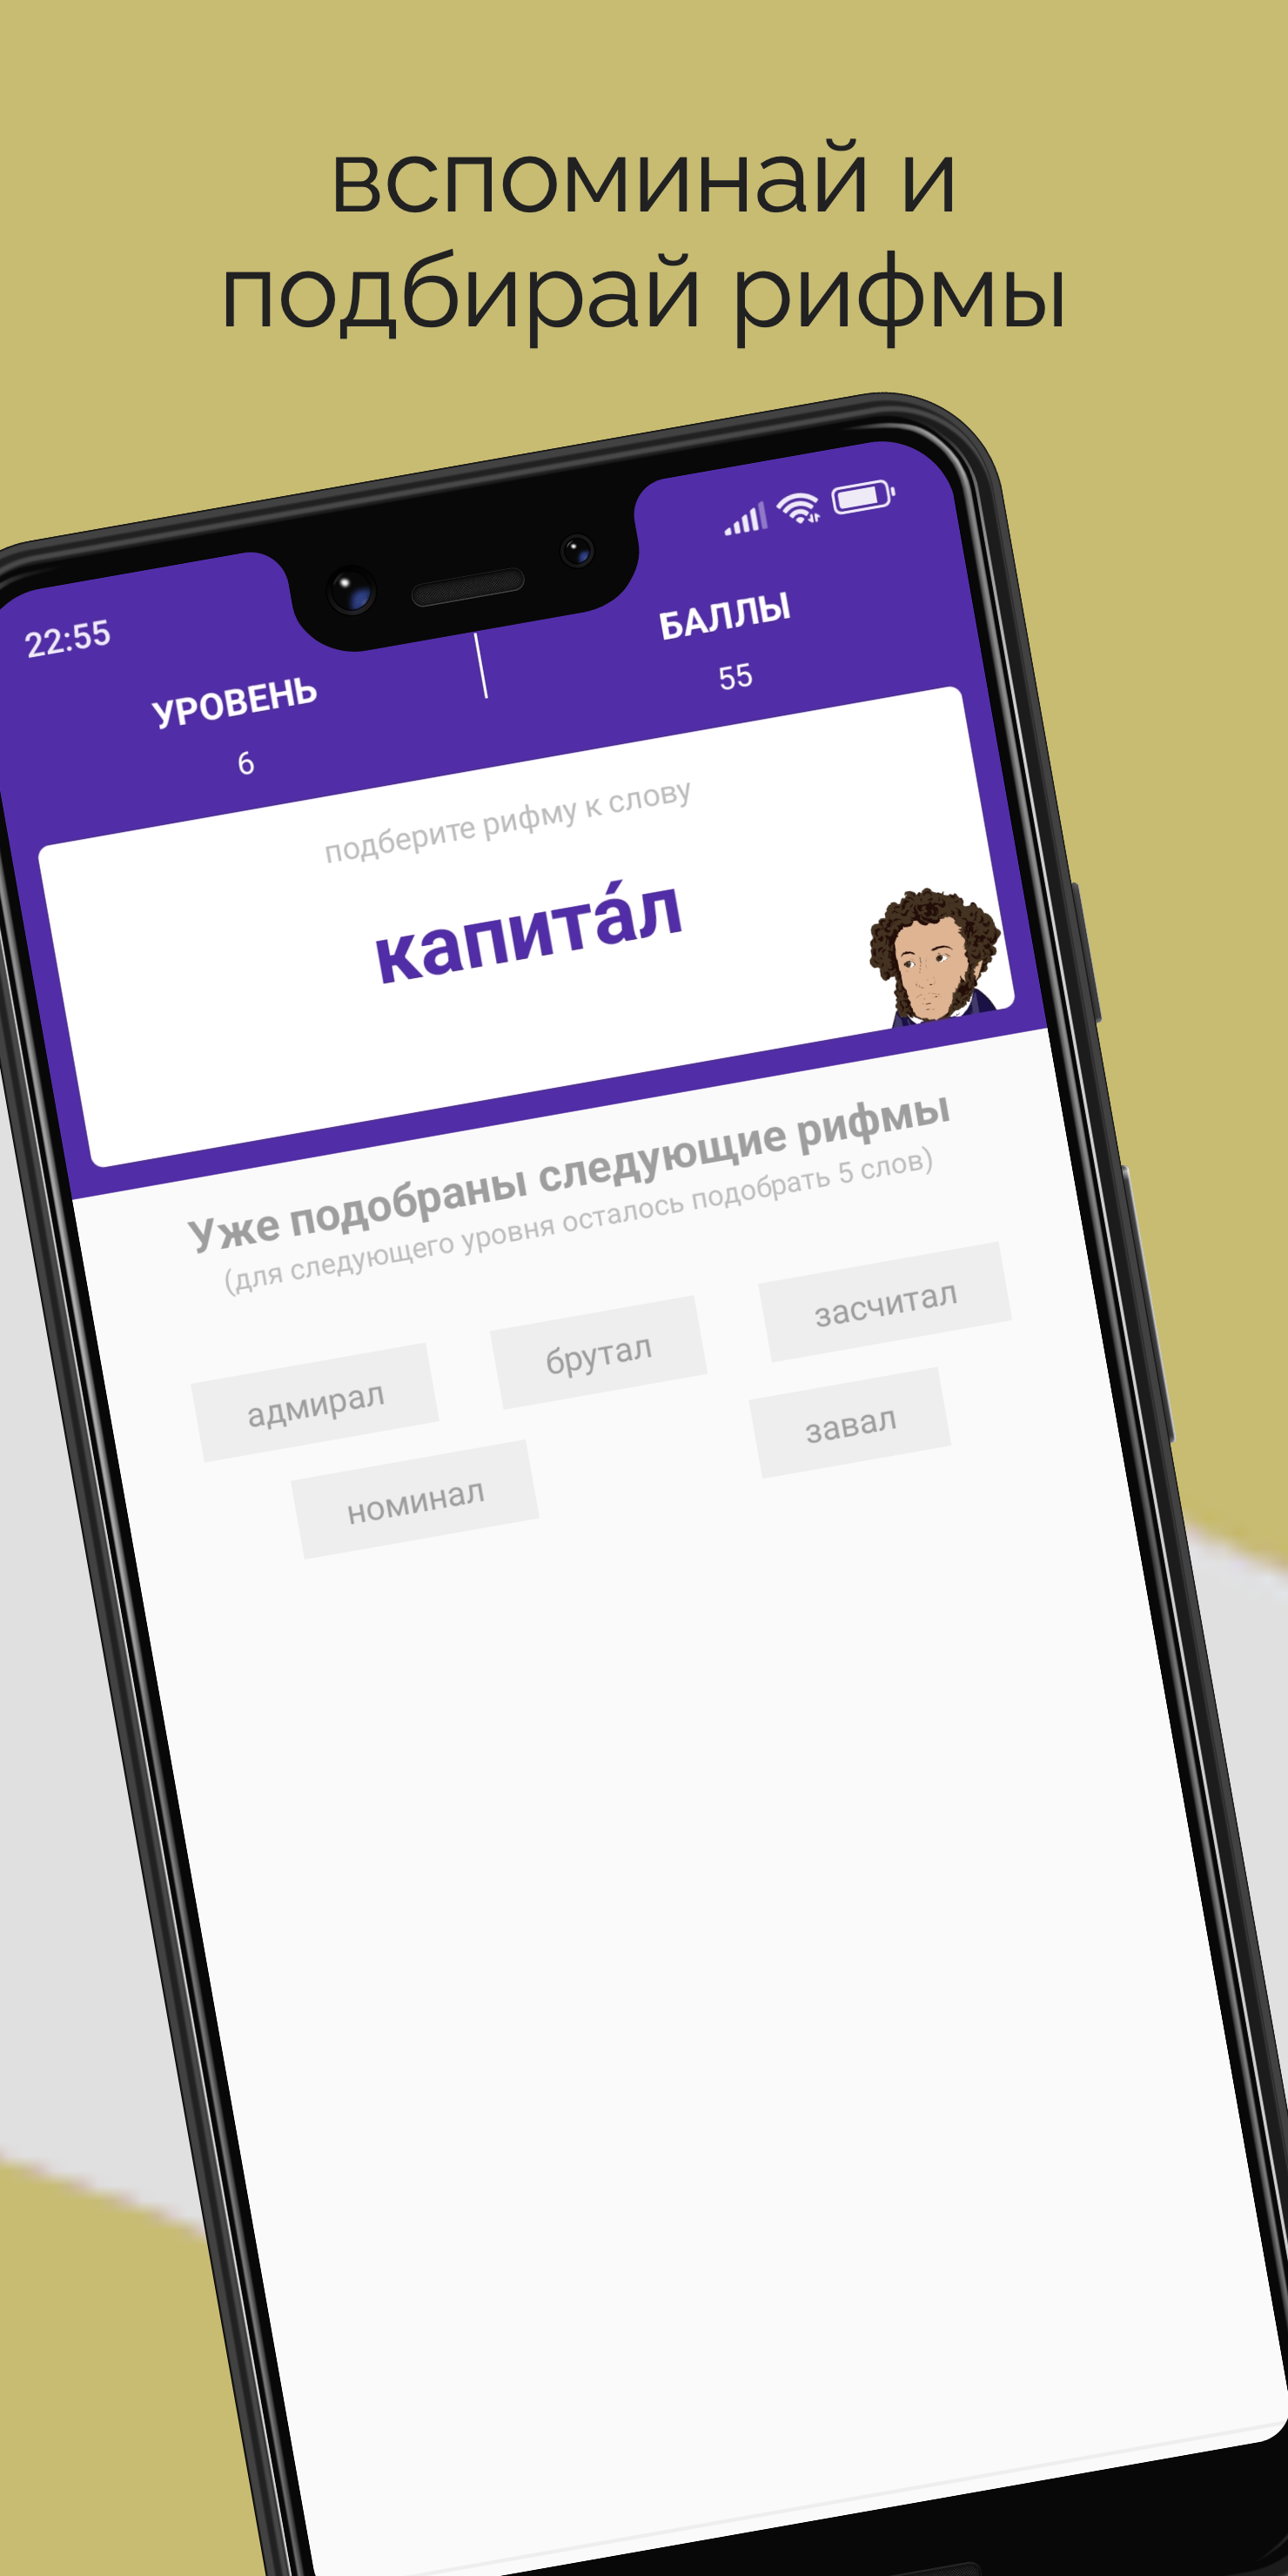 вспоминай и
подбирай рифмы
22:55
УРОВЕНЬ
6
БАЛЛЫ
55
подберите рифму к слову
капита́л
Уже подобраны следующие рифмы
(для следующего уровня осталось подобрать 5 слов)
адмирал брутал засчитал
номинал завал